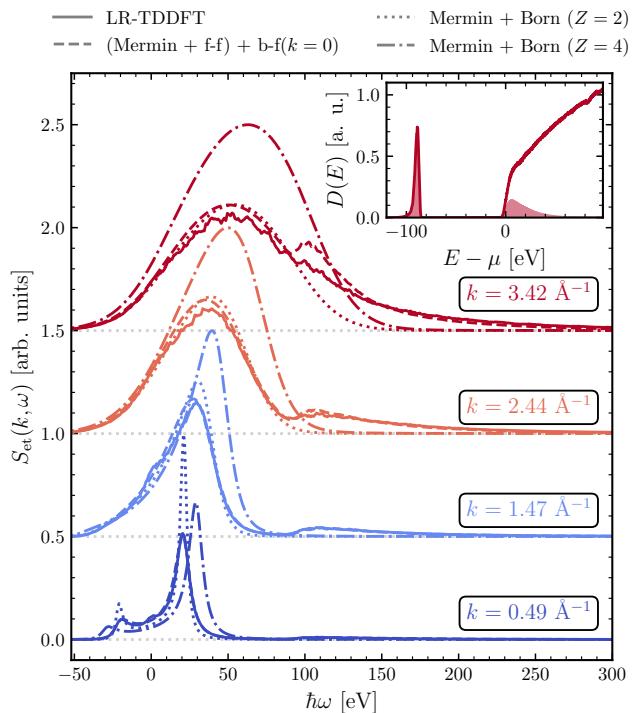 LR-TDDFT
(Mermin + f-f) + b-f(k = 0)
Mermin + Born (Z = 2)
Mermin + Born (Z = 4)
S_et(k, ω) [arb. units]
2.5
2.0
1.5
1.0
0.5
0.0
D(E) [a. u.]
1.0
0.5
0.0
−100
0
E − μ [eV]
k = 3.42 Å⁻¹
k = 2.44 Å⁻¹
k = 1.47 Å⁻¹
k = 0.49 Å⁻¹
−50
0
50
100
150
200
250
300
ℏω [eV]